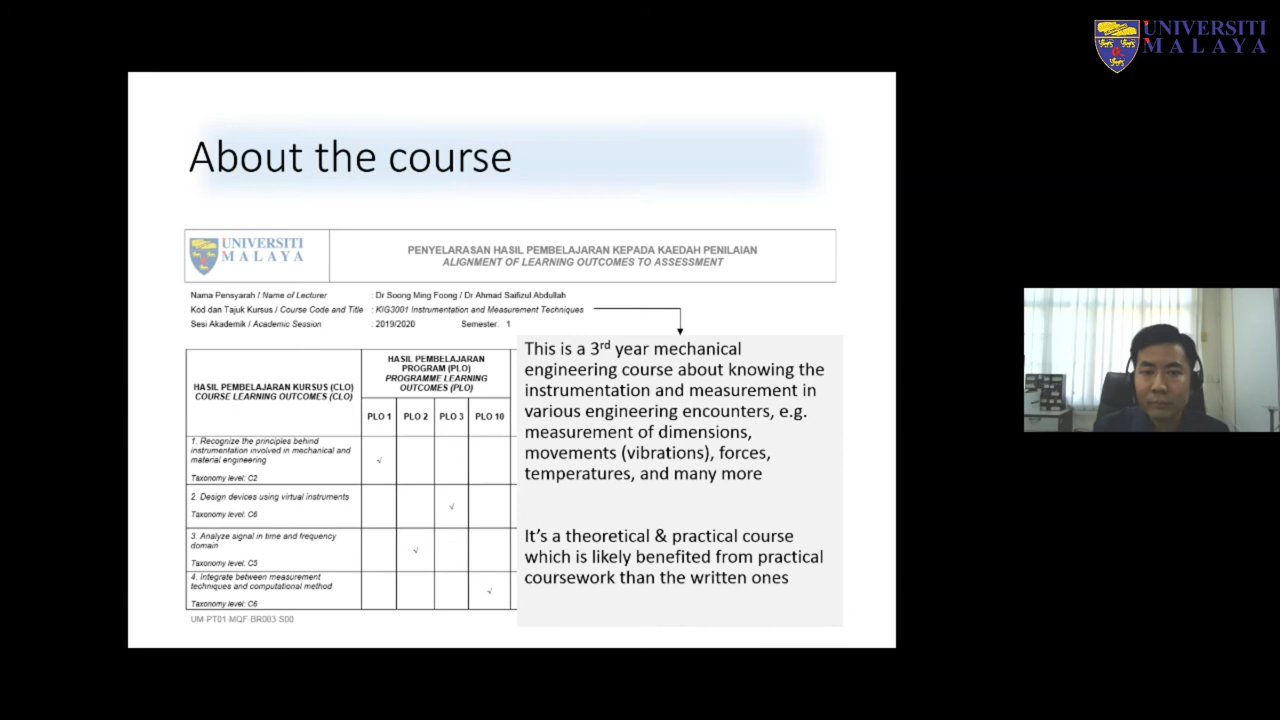 UNIVERSITI
MALAYA
About the course
UNIVERSITI
MALAYA
PENYELARASAN HASIL PEMBELAJARAN KEPADA KAEDAH PENILAIAN
ALIGNMENT OF LEARNING OUTCOMES TO ASSESSMENT
Nama Pensyarah / Name of Lecturer : Dr Soong Ming Foong / Dr Ahmad Saifizul Abdullah
Kod dan Tajuk Kursus / Course Code and Title : KIG3001 Instrumentation and Measurement Techniques
Sesi Akademik / Academic Session : 2019/2020 Semester: 1
HASIL PEMBELAJARAN KURSUS (CLO)
COURSE LEARNING OUTCOMES (CLO)
HASIL PEMBELAJARAN
PROGRAM (PLO)
PROGRAMME LEARNING
OUTCOMES (PLO)
PLO 1 PLO 2 PLO 3 PLO 10
1. Recognize the principles behind
instrumentation involved in mechanical and
material engineering
Taxonomy level: C2
√
2. Design devices using virtual instruments
Taxonomy level: C6
√
3. Analyze signal in time and frequency
domain
Taxonomy level: C5
√
4. Integrate between measurement
techniques and computational method
Taxonomy level: C6
√
UM-PT01-MQF-BR003-S00
This is a 3rd year mechanical
engineering course about knowing the
instrumentation and measurement in
various engineering encounters, e.g.
measurement of dimensions,
movements (vibrations), forces,
temperatures, and many more
It's a theoretical & practical course
which is likely benefited from practical
coursework than the written ones